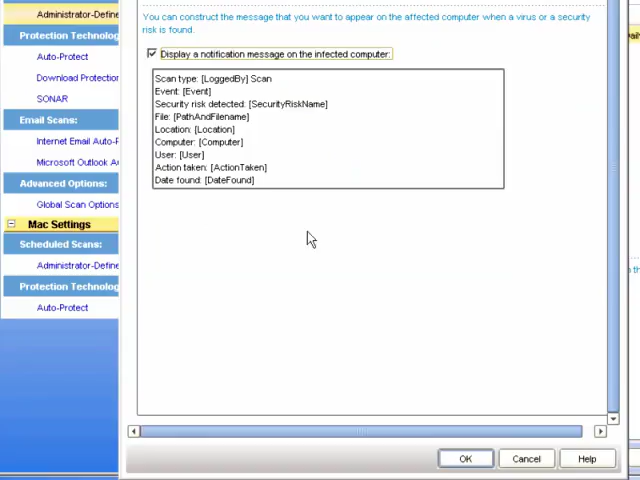 Administrator-Define
Protection Technolog
Auto-Protect
Download Protection
SONAR
Email Scans:
Internet Email Auto-P
Microsoft Outlook Au
Advanced Options:
Global Scan Options
Mac Settings
Scheduled Scans:
Administrator-Define
Protection Technolog
Auto-Protect
You can construct the message that you want to appear on the affected computer when a virus or a security
risk is found.
Display a notification message on the infected computer:
Scan type: [LoggedBy] Scan
Event: [Event]
Security risk detected: [SecurityRiskName]
File: [PathAndFilename]
Location: [Location]
Computer: [Computer]
User: [User]
Action taken: [ActionTaken]
Date found: [DateFound]
OK
Cancel
Help